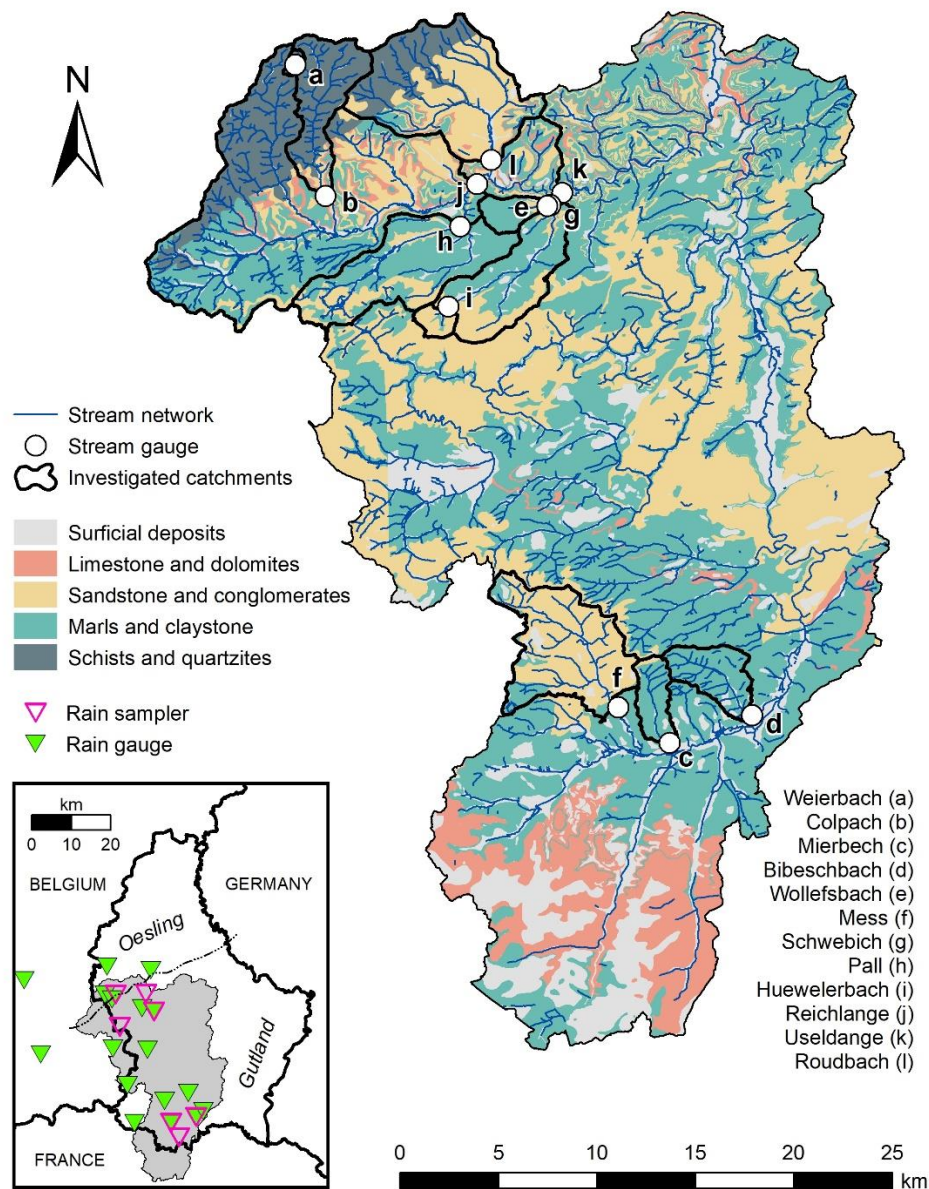 N
a
b
l
j
k
e
g
h
i
Stream network
Stream gauge
Investigated catchments
Surficial deposits
Limestone and dolomites
Sandstone and conglomerates
Marls and claystone
Schists and quartzites
Rain sampler
Rain gauge
f
d
c
km
0 10 20
BELGIUM
GERMANY
Oesling
Gutland
FRANCE
Weierbach (a)
Colpach (b)
Mierbech (c)
Bibeschbach (d)
Wollefsbach (e)
Mess (f)
Schwebich (g)
Pall (h)
Huewelerbach (i)
Reichlange (j)
Useldange (k)
Roudbach (l)
0 5 10 15 20 25
km